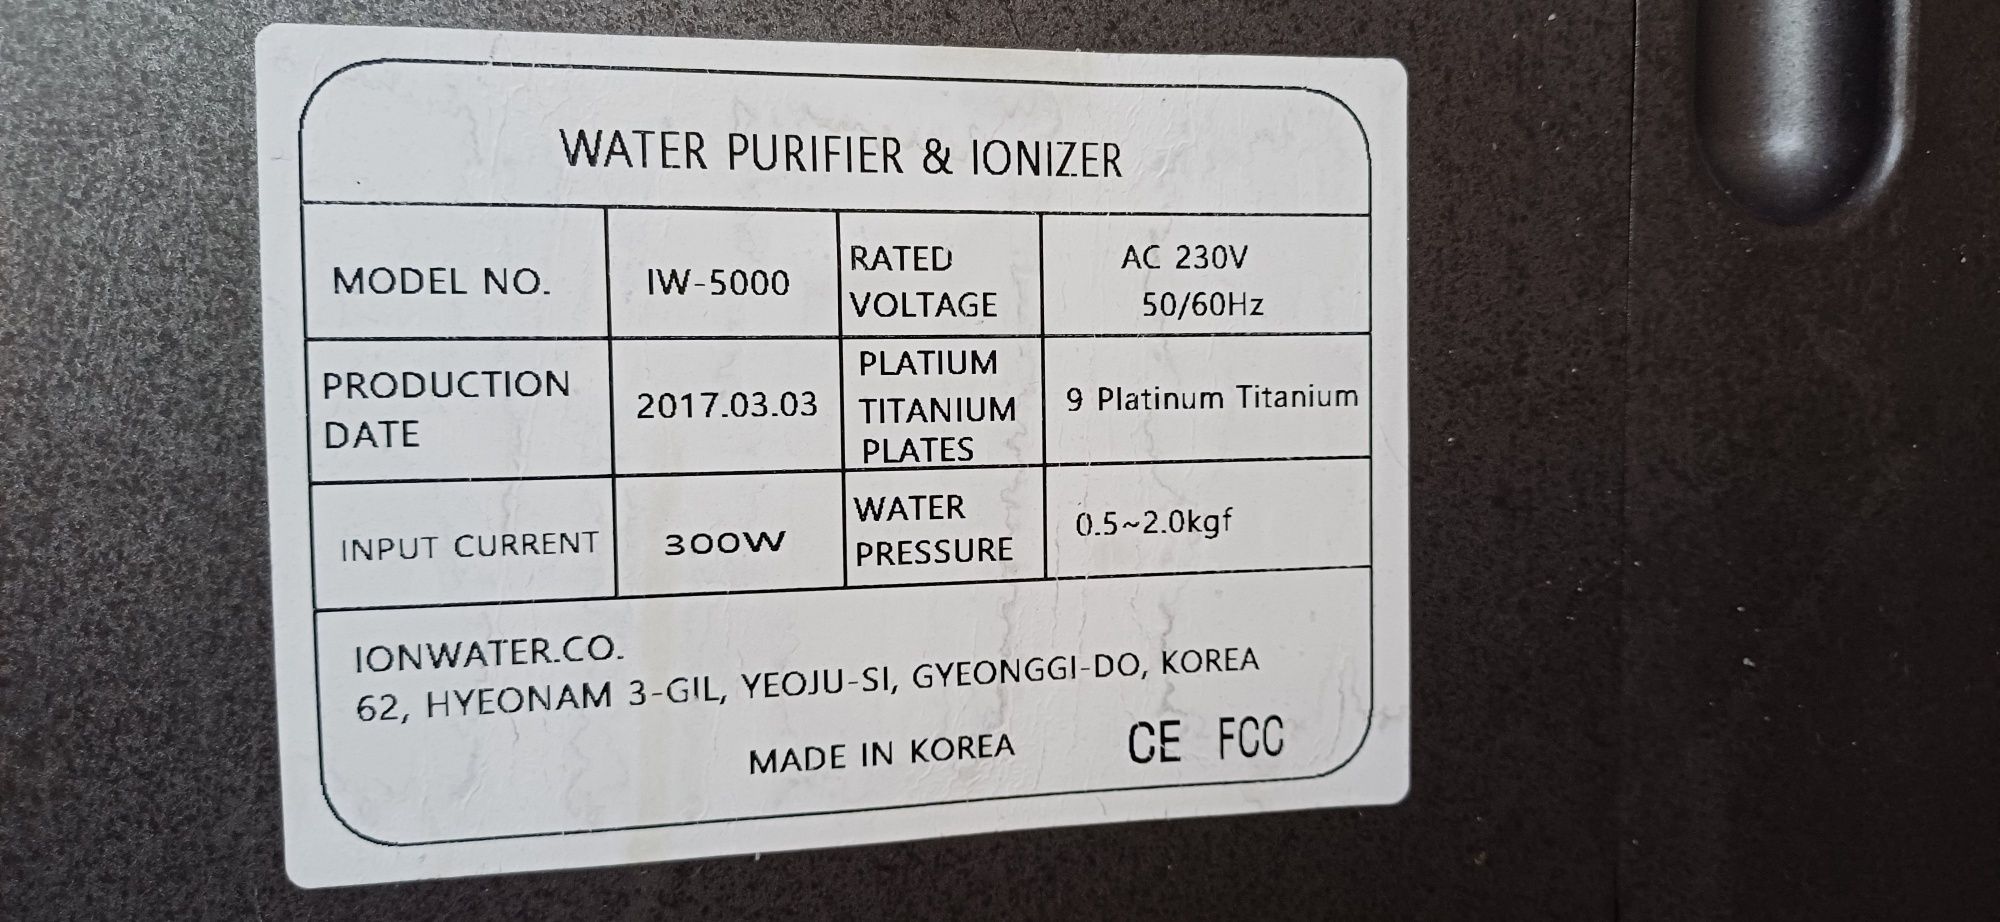 WATER PURIFIER & IONIZER
MODEL NO.
IW-5000
RATED
VOLTAGE
AC 230V
50/60Hz
PRODUCTION
DATE
2017.03.03
PLATIUM
TITANIUM
PLATES
9 Platinum Titanium
INPUT CURRENT
300W
WATER
PRESSURE
0.5~2.0kgf
IONWATER.CO.
62, HYEONAM 3-GIL, YEOJU-SI, GYEONGGI-DO, KOREA
MADE IN KOREA
CE FCC